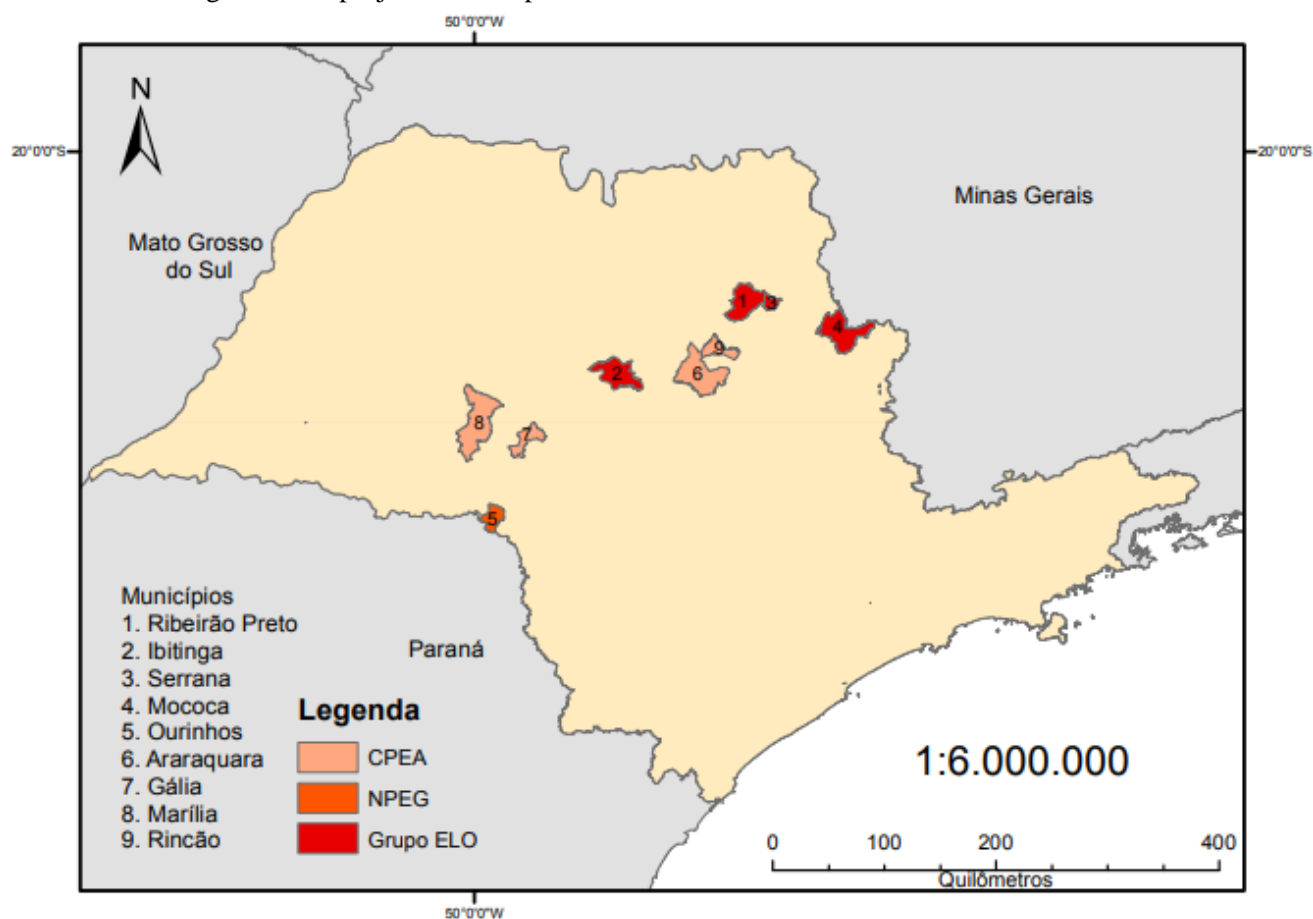 50°0'0"W
N
20°0'0"S
20°0'0"S
Minas Gerais
Mato Grosso
do Sul
1
3
4
9
2
6
8
7
5
Municípios
1. Ribeirão Preto
2. Ibitinga
3. Serrana
4. Mococa
5. Ourinhos
6. Araraquara
7. Gália
8. Marília
9. Rincão
Paraná
Legenda
CPEA
NPEG
Grupo ELO
1:6.000.000
0 100 200 400
Quilômetros
50°0'0"W